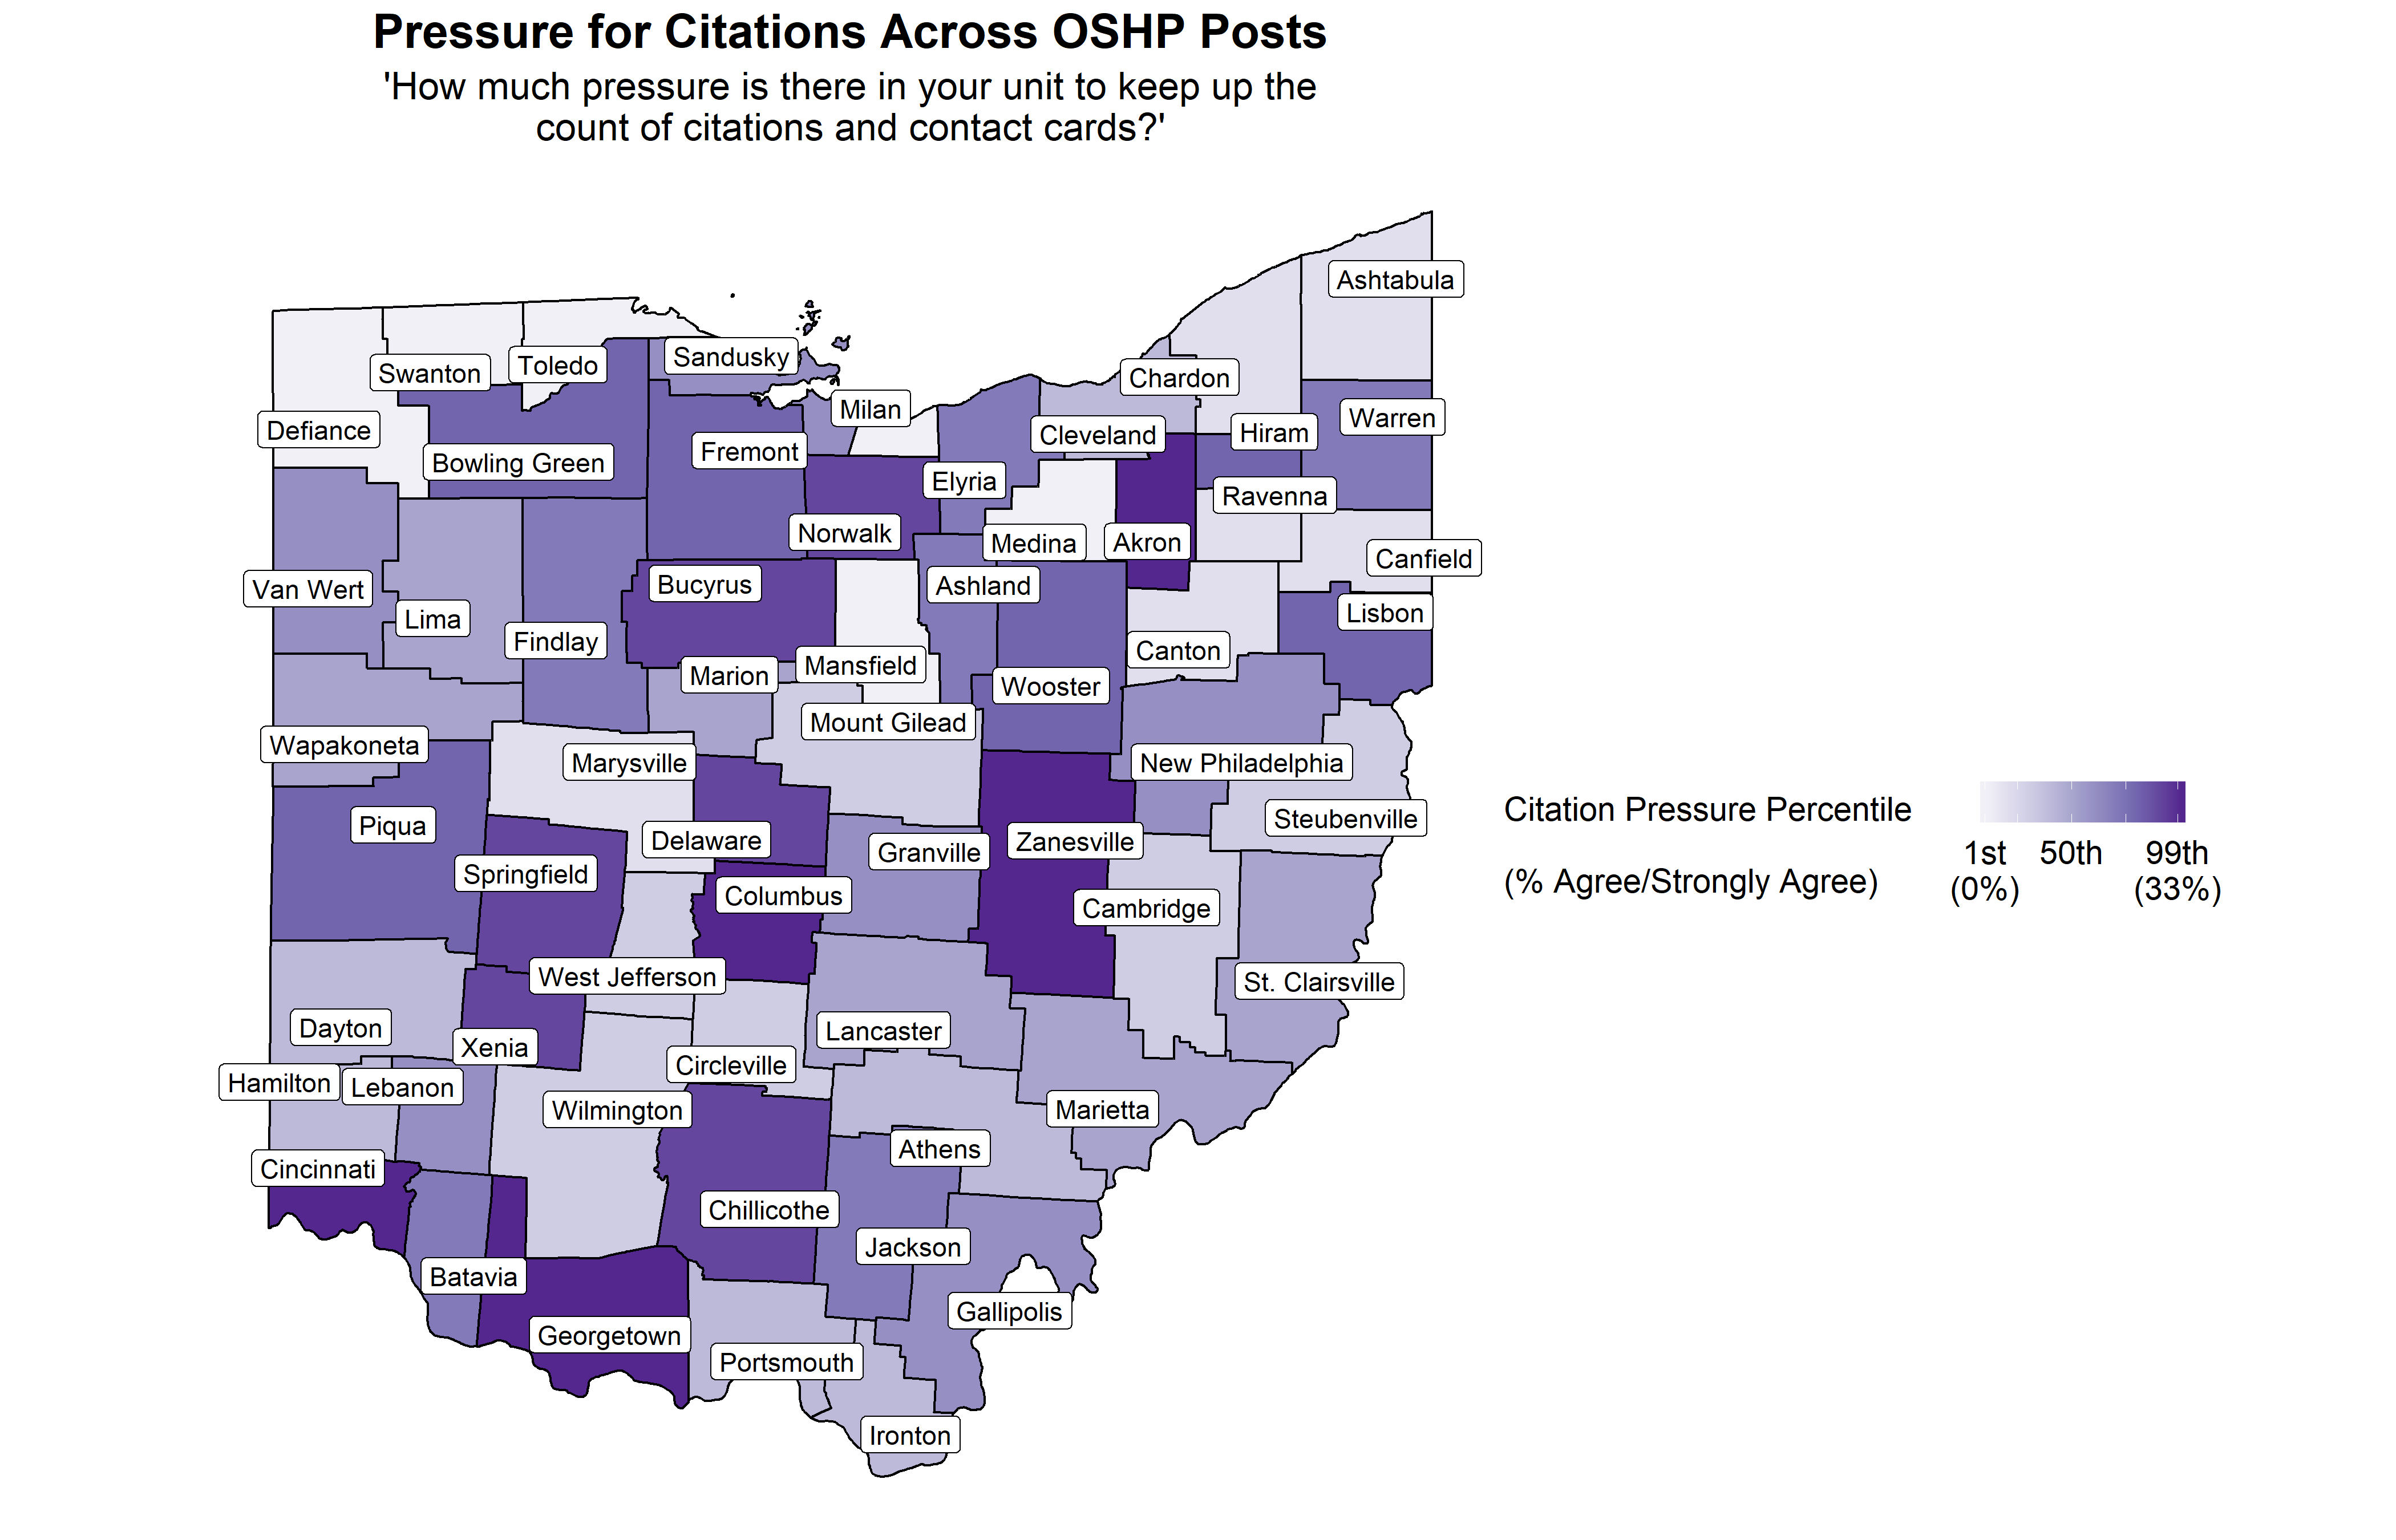 Pressure for Citations Across OSHP Posts
'How much pressure is there in your unit to keep up the
count of citations and contact cards?'
Ashtabula
Sandusky
Toledo
Swanton
Chardon
Milan
Warren
Defiance
Hiram
Cleveland
Fremont
Bowling Green
Elyria
Ravenna
Norwalk
Akron
Medina
Canfield
Bucyrus
Ashland
Van Wert
Lisbon
Lima
Findlay
Canton
Mansfield
Marion
Wooster
Mount Gilead
Wapakoneta
Marysville
New Philadelphia
Steubenville
Piqua
Delaware
Zanesville
Granville
Springfield
Columbus
Cambridge
West Jefferson
St. Clairsville
Dayton
Lancaster
Xenia
Circleville
Hamilton
Lebanon
Wilmington
Marietta
Athens
Cincinnati
Chillicothe
Jackson
Batavia
Gallipolis
Georgetown
Portsmouth
Ironton
Citation Pressure Percentile
(% Agree/Strongly Agree)
1st 50th 99th
(0%) (33%)